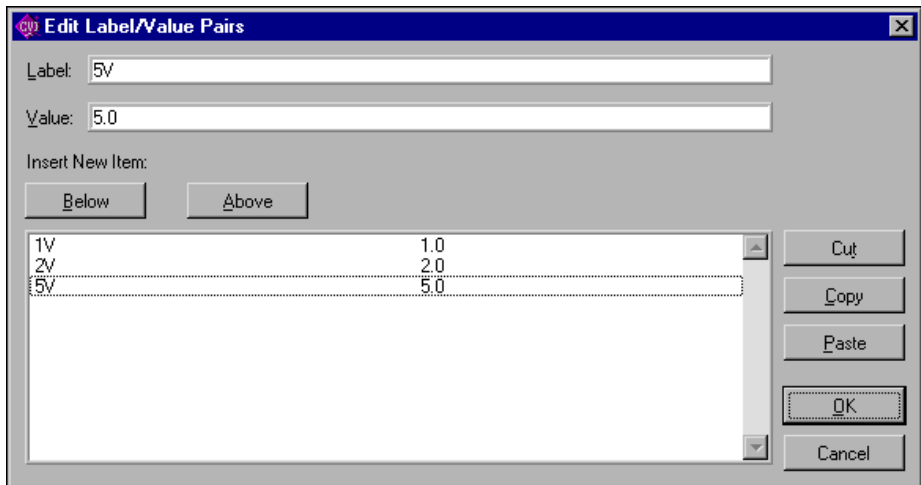 CVI Edit Label/Value Pairs
Label: 5V
Value: 5.0
Insert New Item:
Below Above
1V 1.0
2V 2.0
5V 5.0
Cut
Copy
Paste
OK
Cancel